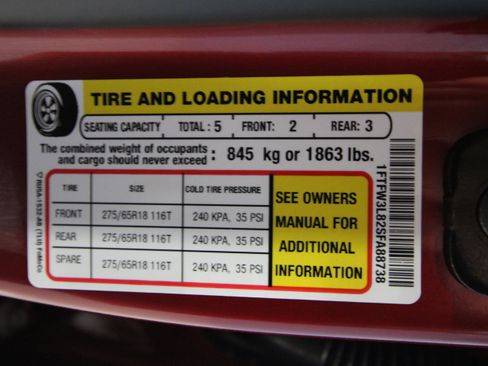 TIRE AND LOADING INFORMATION
SEATING CAPACITY TOTAL : 5 FRONT: 2 REAR: 3
The combined weight of occupants
and cargo should never exceed : 845 kg or 1863 lbs.
TIRE SIZE COLD TIRE PRESSURE
FRONT 275/65R18 116T 240 KPA, 35 PSI
REAR 275/65R18 116T 240 KPA, 35 PSI
SPARE 275/65R18 116T 240 KPA, 35 PSI
SEE OWNERS
MANUAL FOR
ADDITIONAL
INFORMATION
1FTFW3L82SFA88738